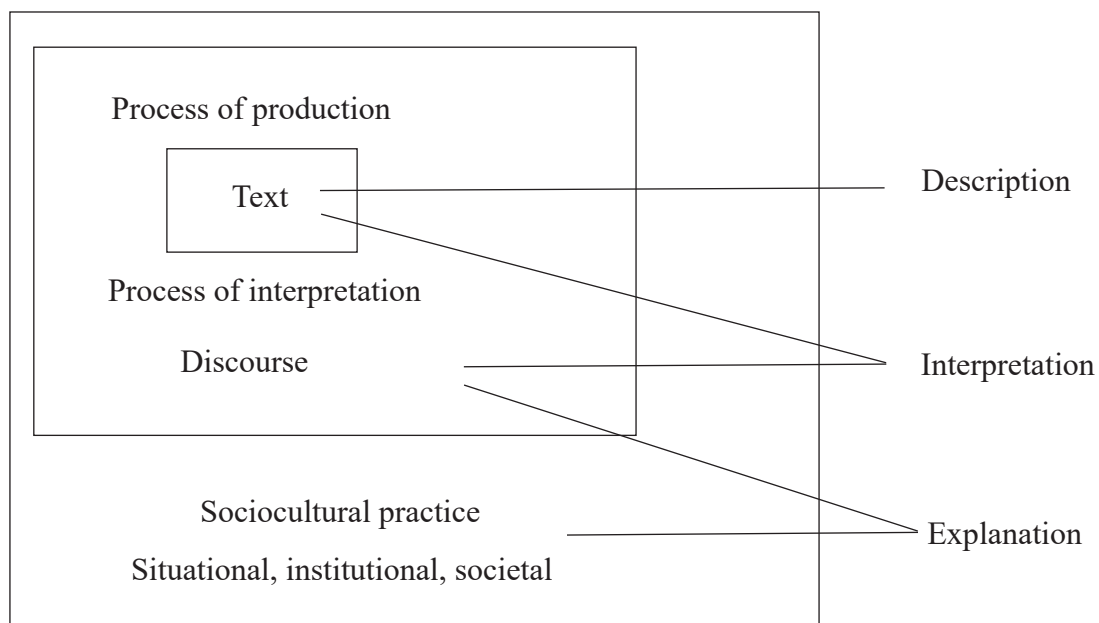 Process of production
Text
Description
Process of interpretation
Discourse
Interpretation
Sociocultural practice
Explanation
Situational, institutional, societal